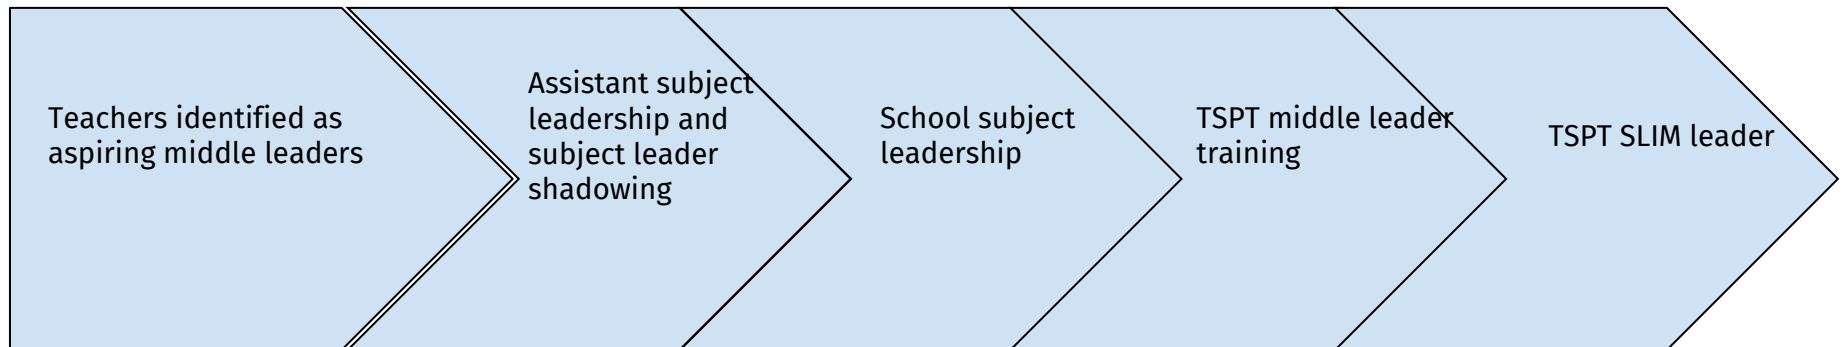 Teachers identified as
aspiring middle leaders
Assistant subject
leadership and
subject leader
shadowing
School subject
leadership
TSPT middle leader
training
TSPT SLIM leader